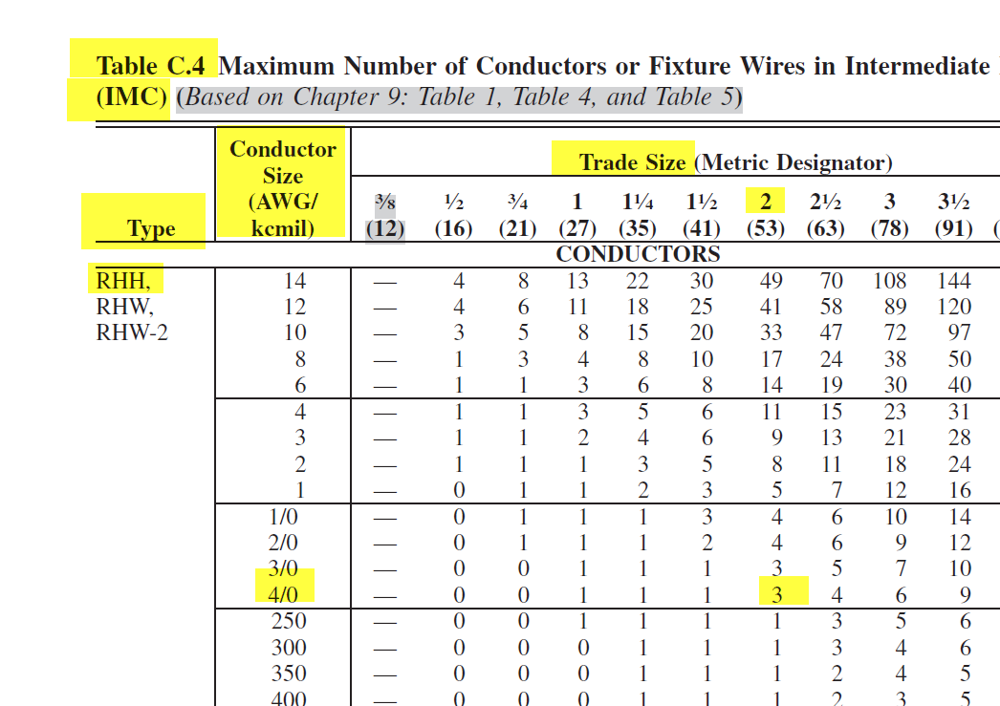 Table C.4 Maximum Number of Conductors or Fixture Wires in Intermediate
(IMC) (Based on Chapter 9: Table 1, Table 4, and Table 5)
Conductor
Size
(AWG/
kcmil)
Type
Trade Size (Metric Designator)
⅜ ½ ¾ 1 1¼ 1½ 2 2½ 3 3½
(12) (16) (21) (27) (35) (41) (53) (63) (78) (91) (
CONDUCTORS
RHH, 14 — 4 8 13 22 30 49 70 108 144
RHW, 12 — 4 6 11 18 25 41 58 89 120
RHW-2 10 — 3 5 8 15 20 33 47 72 97
8 — 1 3 4 8 10 17 24 38 50
6 — 1 1 3 6 8 14 19 30 40
4 — 1 1 3 5 6 11 15 23 31
3 — 1 1 2 4 6 9 13 21 28
2 — 1 1 1 3 5 8 11 18 24
1 — 0 1 1 2 3 5 7 12 16
1/0 — 0 1 1 1 3 4 6 10 14
2/0 — 0 1 1 1 2 4 6 9 12
3/0 — 0 0 1 1 1 3 5 7 10
4/0 — 0 0 1 1 1 3 4 6 9
250 — 0 0 1 1 1 1 3 5 6
300 — 0 0 0 1 1 1 3 4 6
350 — 0 0 0 1 1 1 2 4 5
400 — 0 0 0 1 1 1 2 3 5